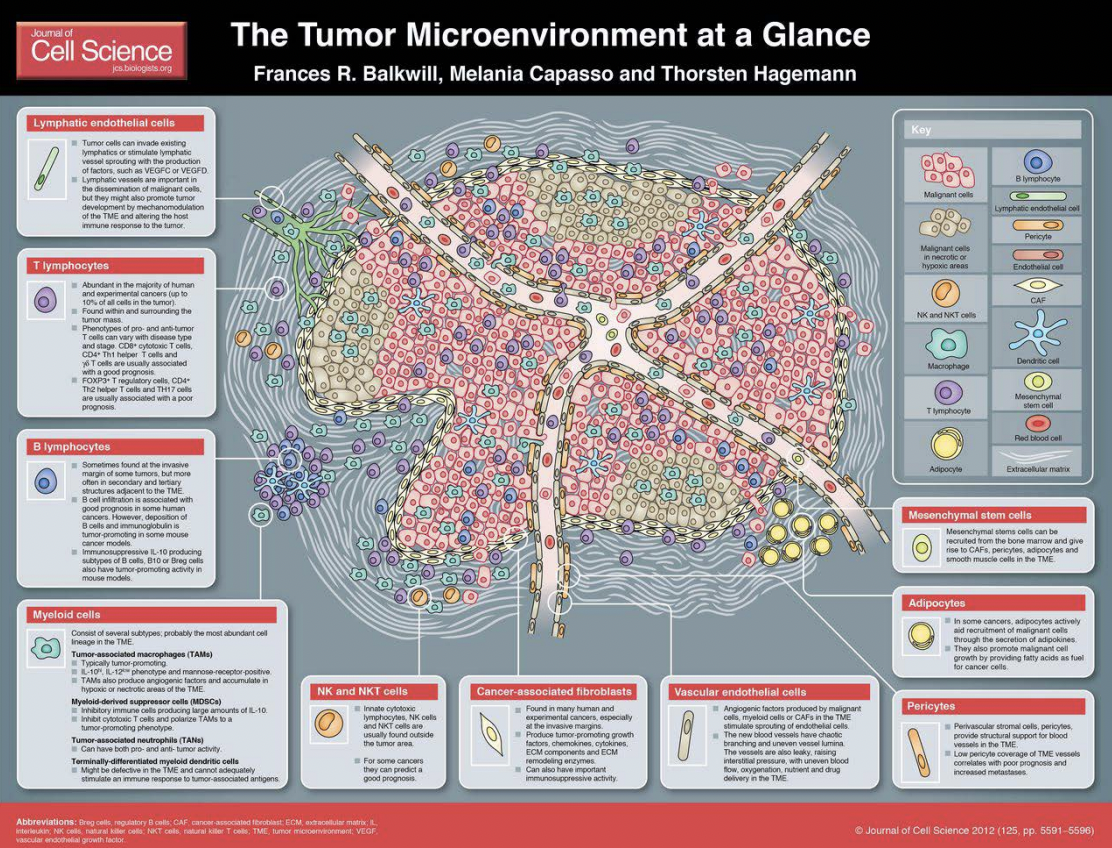 Journal of
Cell Science
jcs.biologists.org
The Tumor Microenvironment at a Glance
Frances R. Balkwill, Melania Capasso and Thorsten Hagemann
Lymphatic endothelial cells
Tumor cells can invade existing
lymphatics or stimulate lymphatic
vessel sprouting with the production
of factors, such as VEGFC or VEGFD.
Lymphatic vessels are important in
the dissemination of malignant cells,
but they might also promote tumor
development by mechanomodulation
of the TME and altering the host
immune response to the tumor.
T lymphocytes
Abundant in the majority of human
and experimental cancers (up to
10% of all cells in the tumor).
Found within and surrounding the
tumor mass.
Phenotypes of pro- and anti-tumor
T cells can vary with disease type
and stage. CD8⁺ cytotoxic T cells,
CD4⁺ Th1 helper T cells and
γδ T cells are usually associated
with a good prognosis.
FOXP3⁺ T regulatory cells, CD4⁺
Th2 helper T cells and TH17 cells
are usually associated with a poor
prognosis.
B lymphocytes
Sometimes found at the invasive
margin of some tumors, but more
often in secondary and tertiary
structures adjacent to the TME.
B cell infiltration is associated with
good prognosis in some human
cancers. However, deposition of
B cells and immunoglobulin is
tumor-promoting in some mouse
cancer models.
Immunosuppressive IL-10 producing
subtypes of B cells, B10 or Breg cells
also have tumor-promoting activity in
mouse models.
Myeloid cells
Consist of several subtypes; probably the most abundant cell
lineage in the TME.
Tumor-associated macrophages (TAMs)
Typically tumor-promoting.
IL-10ʰⁱ, IL-12ˡᵒʷ phenotype and mannose-receptor-positive.
TAMs also produce angiogenic factors and accumulate in
hypoxic or necrotic areas of the TME.
Myeloid-derived suppressor cells (MDSCs)
Inhibitory immune cells producing large amounts of IL-10.
Inhibit cytotoxic T cells and polarize TAMs to a
tumor-promoting phenotype.
Tumor-associated neutrophils (TANs)
Can have both pro- and anti- tumor activity.
Terminally-differentiated myeloid dendritic cells
Might be defective in the TME and cannot adequately
stimulate an immune response to tumor-associated antigens.
NK and NKT cells
Innate cytotoxic
lymphocytes, NK cells
and NKT cells are
usually found outside
the tumor area.
For some cancers
they can predict a
good prognosis.
Cancer-associated fibroblasts
Found in many human and
experimental cancers, especially
at the invasive margins.
Produce tumor-promoting growth
factors, chemokines, cytokines,
ECM components and ECM
remodeling enzymes.
Can also have important
immunosuppressive activity.
Vascular endothelial cells
Angiogenic factors produced by malignant
cells, myeloid cells or CAFs in the TME
stimulate sprouting of endothelial cells.
The new blood vessels have chaotic
branching and uneven vessel lumina.
The vessels are also leaky, raising
interstitial pressure, with uneven blood
flow, oxygenation, nutrient and drug
delivery in the TME.
Key
Malignant cells
Malignant cells
in necrotic or
hypoxic areas
NK and NKT cells
Macrophage
T lymphocyte
Adipocyte
B lymphocyte
Lymphatic endothelial cell
Pericyte
Endothelial cell
CAF
Dendritic cell
Mesenchymal
stem cell
Red blood cell
Extracellular matrix
Mesenchymal stem cells
Mesenchymal stems cells can be
recruited from the bone marrow and give
rise to CAFs, pericytes, adipocytes and
smooth muscle cells in the TME.
Adipocytes
In some cancers, adipocytes actively
aid recruitment of malignant cells
through the secretion of adipokines.
They also promote malignant cell
growth by providing fatty acids as fuel
for cancer cells.
Pericytes
Perivascular stromal cells, pericytes,
provide structural support for blood
vessels in the TME.
Low pericyte coverage of TME vessels
correlates with poor prognosis and
increased metastases.
Abbreviations: Breg cells, regulatory B cells; CAF, cancer-associated fibroblast; ECM, extracellular matrix; IL,
interleukin; NK cells, natural killer cells; NKT cells, natural killer T cells; TME, tumor microenvironment; VEGF,
vascular endothelial growth factor.
© Journal of Cell Science 2012 (125, pp. 5591–5596)